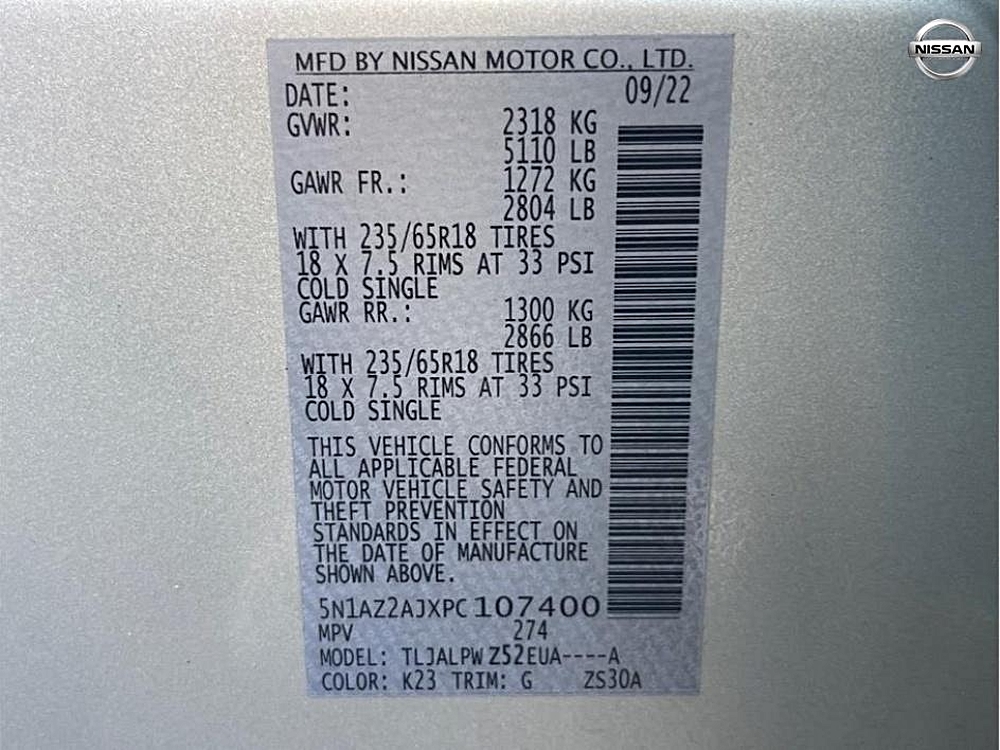 NISSAN
MFD BY NISSAN MOTOR CO., LTD.
DATE: 09/22
GVWR: 2318 KG
5110 LB
GAWR FR.: 1272 KG
2804 LB
WITH 235/65R18 TIRES
18 X 7.5 RIMS AT 33 PSI
COLD SINGLE
GAWR RR.: 1300 KG
2866 LB
WITH 235/65R18 TIRES
18 X 7.5 RIMS AT 33 PSI
COLD SINGLE
THIS VEHICLE CONFORMS TO
ALL APPLICABLE FEDERAL
MOTOR VEHICLE SAFETY AND
THEFT PREVENTION
STANDARDS IN EFFECT ON
THE DATE OF MANUFACTURE
SHOWN ABOVE.
5N1AZ2AJXPC107400
MPV 274
MODEL: TLJALPW Z52EUA----A
COLOR: K23 TRIM: G ZS30A